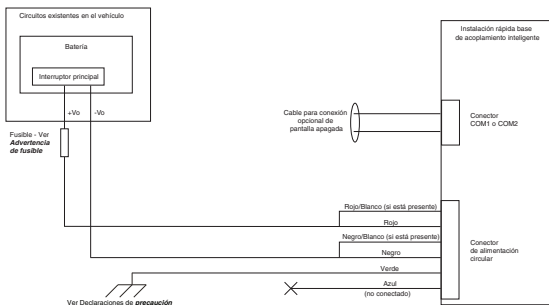 Circuitos existentes en el vehículo
Batería
Interruptor principal
+Vo
-Vo
Fusible - Ver
Advertencia
de fusible
Instalación rápida base
de acoplamiento inteligente
Cable para conexión
opcional de
pantalla apagada
Conector
COM1 o COM2
Rojo/Blanco (si está presente)
Rojo
Negro/Blanco (si está presente)
Negro
Verde
Azul
(no conectado)
Conector
de alimentación
circular
Ver Declaraciones de precaución